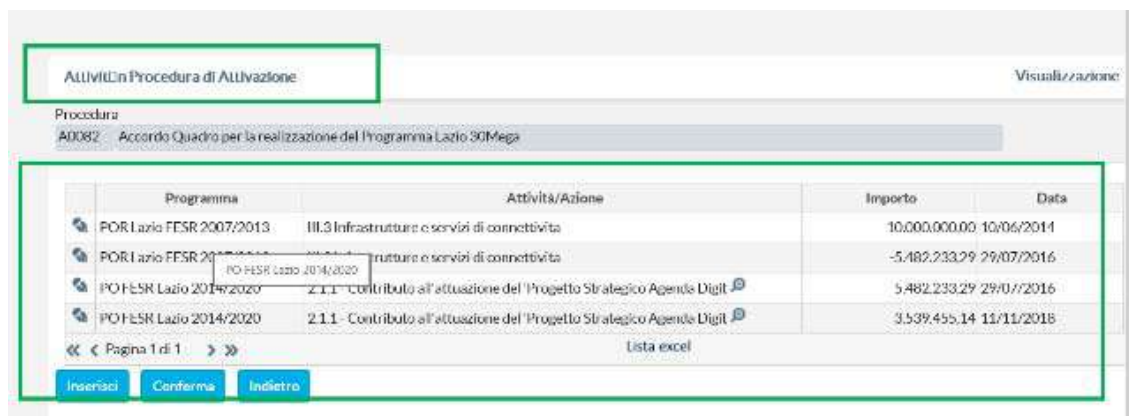 Attività in Procedura di Attivazione
Visualizzazione
Procedura
A0082 Accordo Quadro per la realizzazione del Programma Lazio 30Mega
Programma Attività/Azione Importo Data
POR Lazio FESR 2007/2013 III.3 Infrastrutture e servizi di connettivita 10.000.000,00 10/06/2014
POR Lazio FESR e servizi di connettivita -5.482.233,29 29/07/2016
PO FESR Lazio 2014/2020
PO FESR Lazio 2014/2020 2.1.1 - Contributo all'attuazione del 'Progetto Strategico Agenda Digit 5.482.233,29 29/07/2016
PO FESR Lazio 2014/2020 2.1.1 - Contributo all'attuazione del 'Progetto Strategico Agenda Digit 3.539.455,14 11/11/2018
Pagina 1 di 1
Lista excel
Inserisci Conferma Indietro